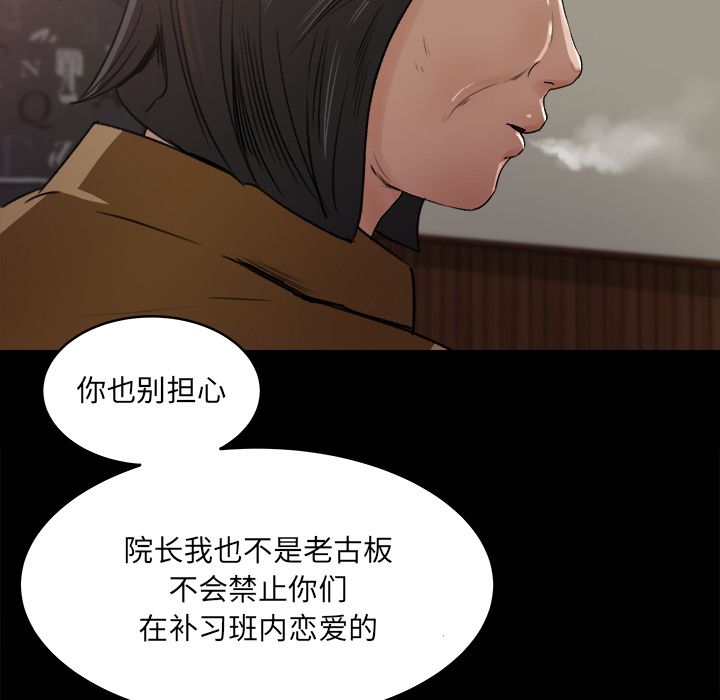 你也别担心
院长我也不是老古板
不会禁止你们
在补习班内恋爱的